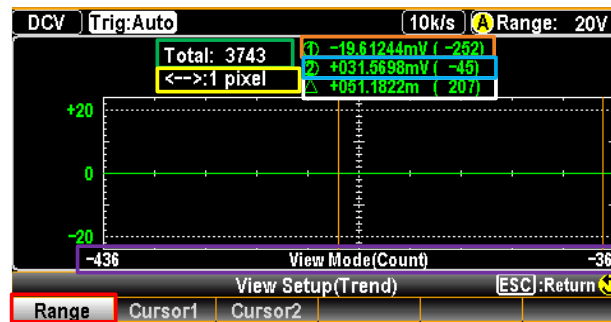 DCV Trig:Auto 10k/s A Range: 20V
Total: 3743
<-->:1 pixel
① -19.61244mV ( -252)
② +031.5698mV ( -45)
△ +051.1822m ( 207)
+20
0
-20
-436 View Mode(Count) -36
View Setup(Trend) ESC:Return
Range Cursor1 Cursor2